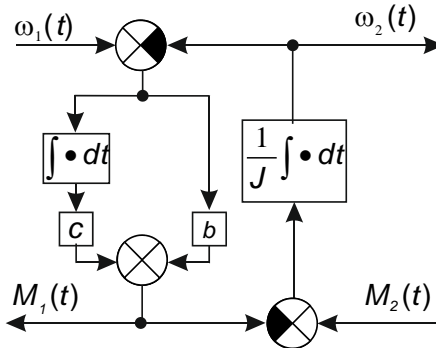 ω₁(t) ω₂(t)
∫ • dt
1/J ∫ • dt
c b
M₁(t) M₂(t)